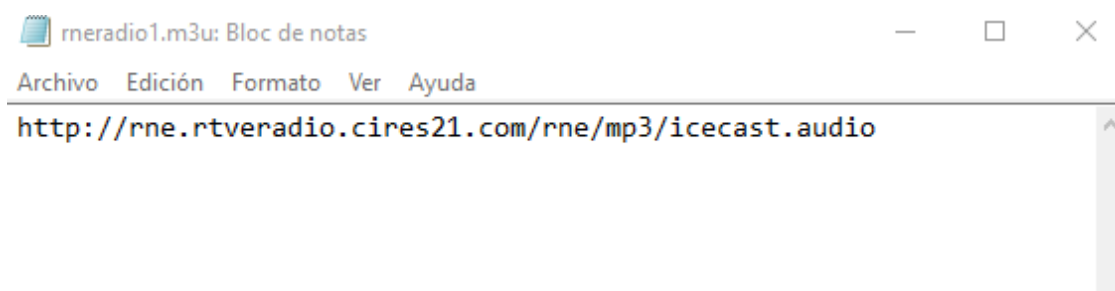 rneradio1.m3u: Bloc de notas
Archivo Edición Formato Ver Ayuda
http://rne.rtveradio.cires21.com/rne/mp3/icecast.audio